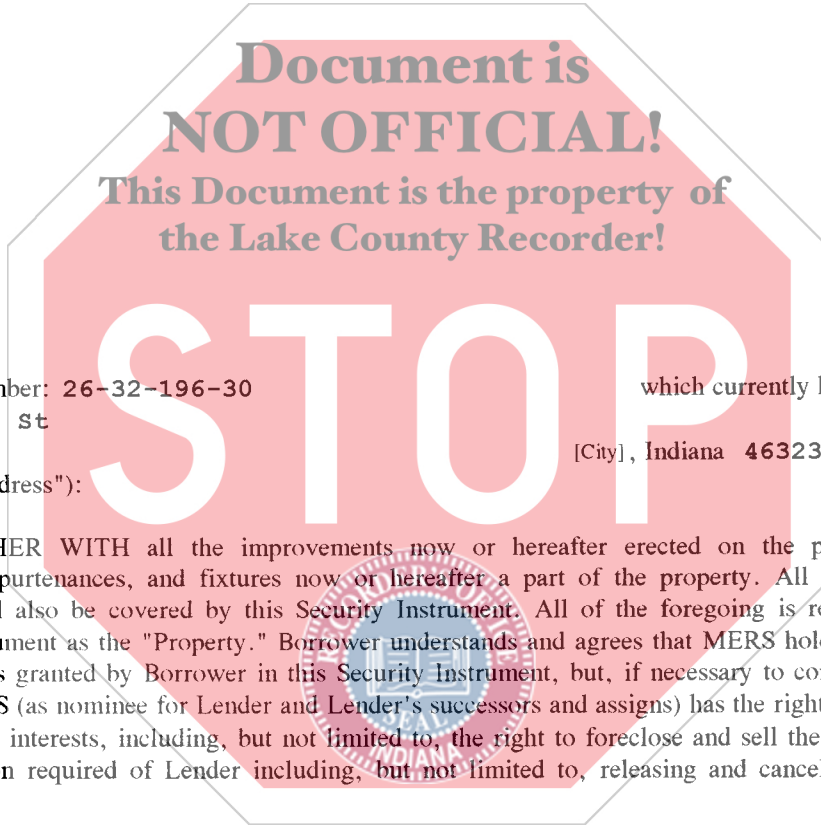 Document is
NOT OFFICIAL!
This Document is the property of
the Lake County Recorder!
STOP
nber: 26-32-196-30 which currently
St
[City], Indiana 46323
dress"):
HER WITH all the improvements now or hereafter erected on the p
purtenances, and fixtures now or hereafter a part of the property. All
also be covered by this Security Instrument. All of the foregoing is re
ument as the "Property." Borrower understands and agrees that MERS hol
s granted by Borrower in this Security Instrument, but, if necessary to co
S (as nominee for Lender and Lender's successors and assigns) has the right
interests, including, but not limited to, the right to foreclose and sell the
n required of Lender including, but not limited to, releasing and cancel
RECORDER'S OFFICE
SEAL
INDIANA